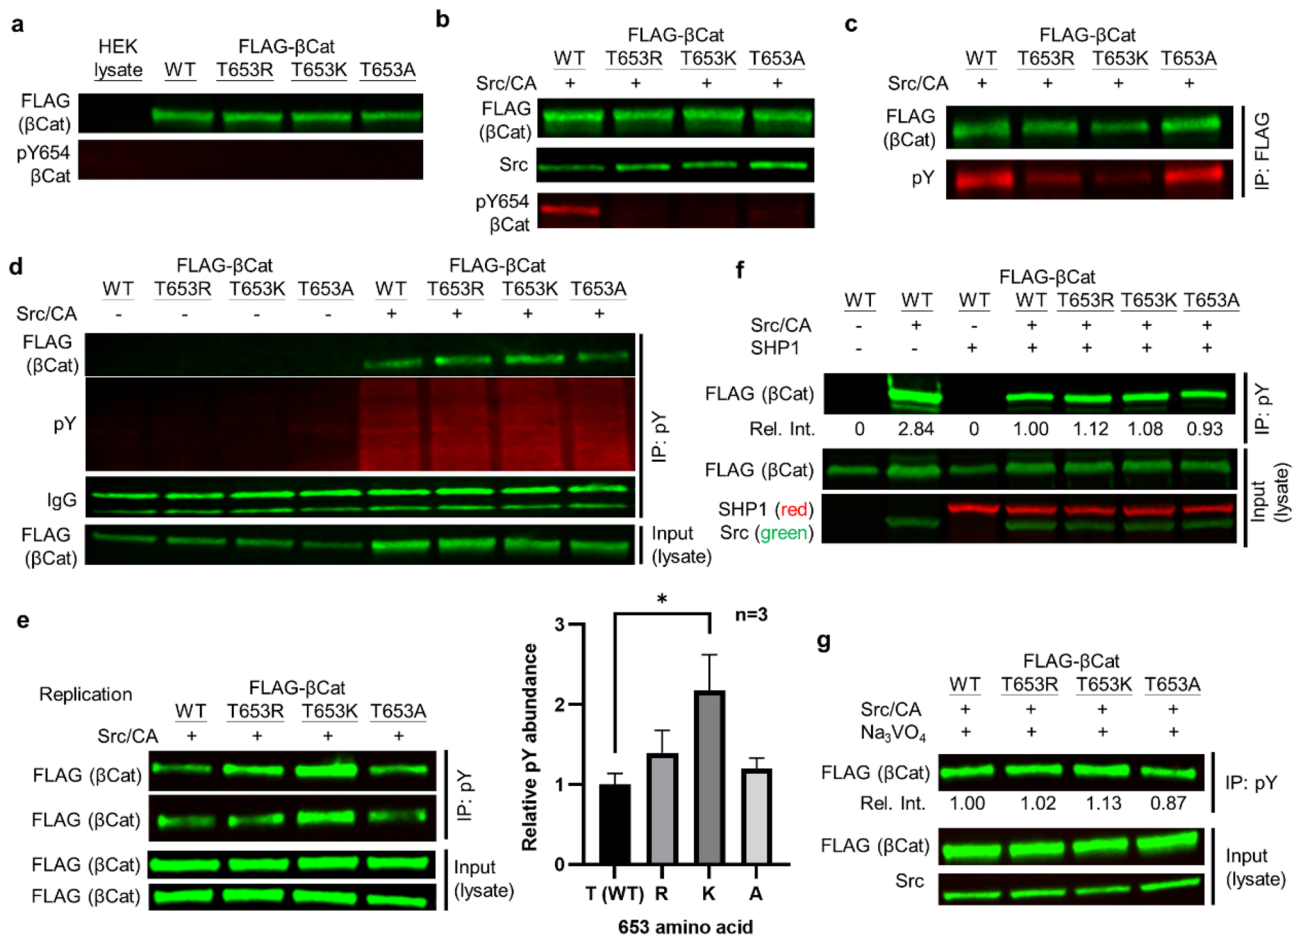 a
HEK
lysate
FLAG-βCat
WT T653R T653K T653A
FLAG
(βCat)
pY654
βCat
b
FLAG-βCat
WT T653R T653K T653A
Src/CA + + + +
FLAG
(βCat)
Src
pY654
βCat
c
FLAG-βCat
WT T653R T653K T653A
Src/CA + + + +
FLAG
(βCat)
pY
IP: FLAG
d
FLAG-βCat FLAG-βCat
WT T653R T653K T653A WT T653R T653K T653A
Src/CA - - - - + + + +
FLAG
(βCat)
pY
IgG
IP: pY
FLAG
(βCat)
Input
(lysate)
e
Replication
FLAG-βCat
WT T653R T653K T653A
Src/CA + + + +
FLAG (βCat)
FLAG (βCat)
IP: pY
FLAG (βCat)
FLAG (βCat)
Input
(lysate)
* n=3
Relative pY abundance
3
2
1
0
T (WT) R K A
653 amino acid
f
FLAG-βCat
WT WT WT WT T653R T653K T653A
Src/CA - + - + + + +
SHP1 - - + + + + +
FLAG (βCat)
Rel. Int. 0 2.84 0 1.00 1.12 1.08 0.93
IP: pY
FLAG (βCat)
SHP1 (red)
Src (green)
Input
(lysate)
g
FLAG-βCat
WT T653R T653K T653A
Src/CA + + + +
Na₃VO₄ + + + +
FLAG (βCat)
Rel. Int. 1.00 1.02 1.13 0.87
IP: pY
FLAG (βCat)
Src
Input
(lysate)